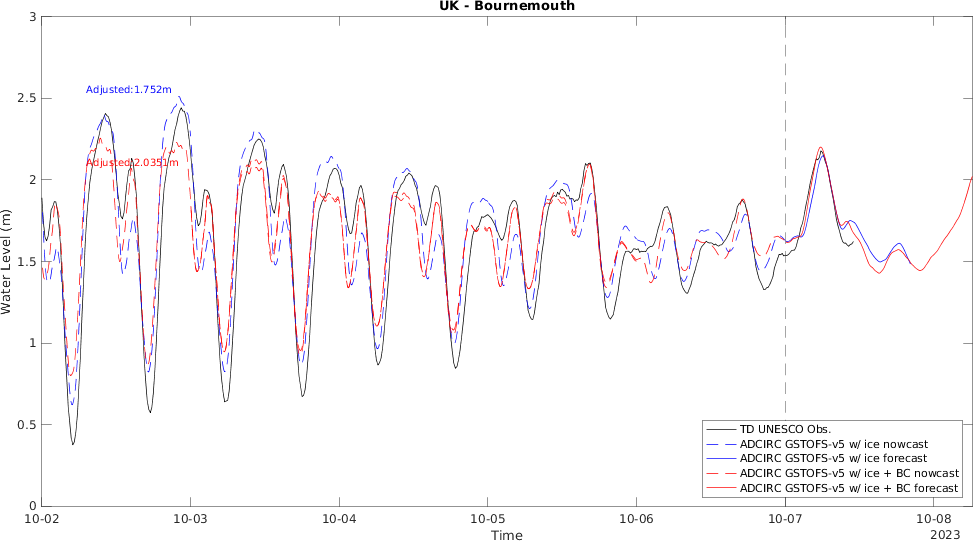 UK - Bournemouth
3
2.5
2
1.5
1
0.5
0
Water Level (m)
Adjusted:1.752m
Adjusted:2.0351m
TD UNESCO Obs.
ADCIRC GSTOFS-v5 w/ ice nowcast
ADCIRC GSTOFS-v5 w/ ice forecast
ADCIRC GSTOFS-v5 w/ ice + BC nowcast
ADCIRC GSTOFS-v5 w/ ice + BC forecast
10-02 10-03 10-04 10-05 10-06 10-07 10-08
Time
2023